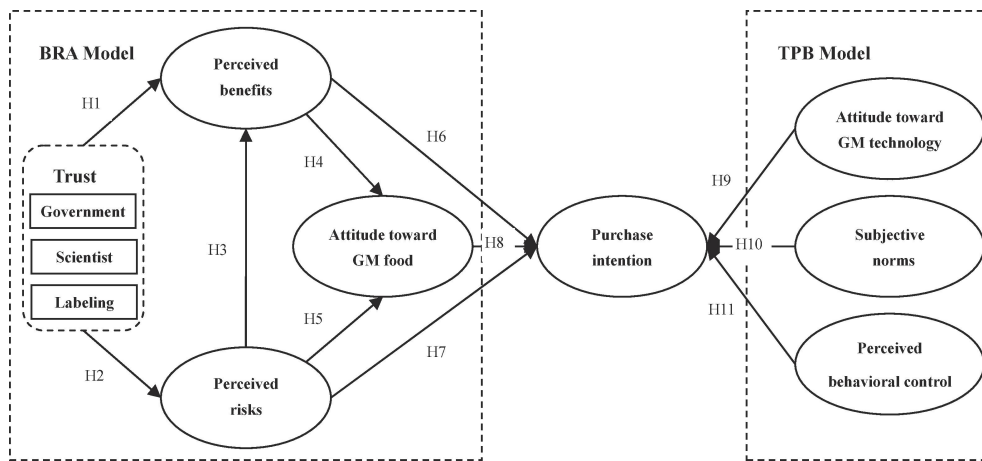 BRA Model
Perceived
benefits
H1
Trust
Government
Scientist
Labeling
H2
H3
H4
H5
H6
H7
Attitude toward
GM food
H8
Perceived
risks
Purchase
intention
TPB Model
Attitude toward
GM technology
H9
H10
Subjective
norms
H11
Perceived
behavioral control